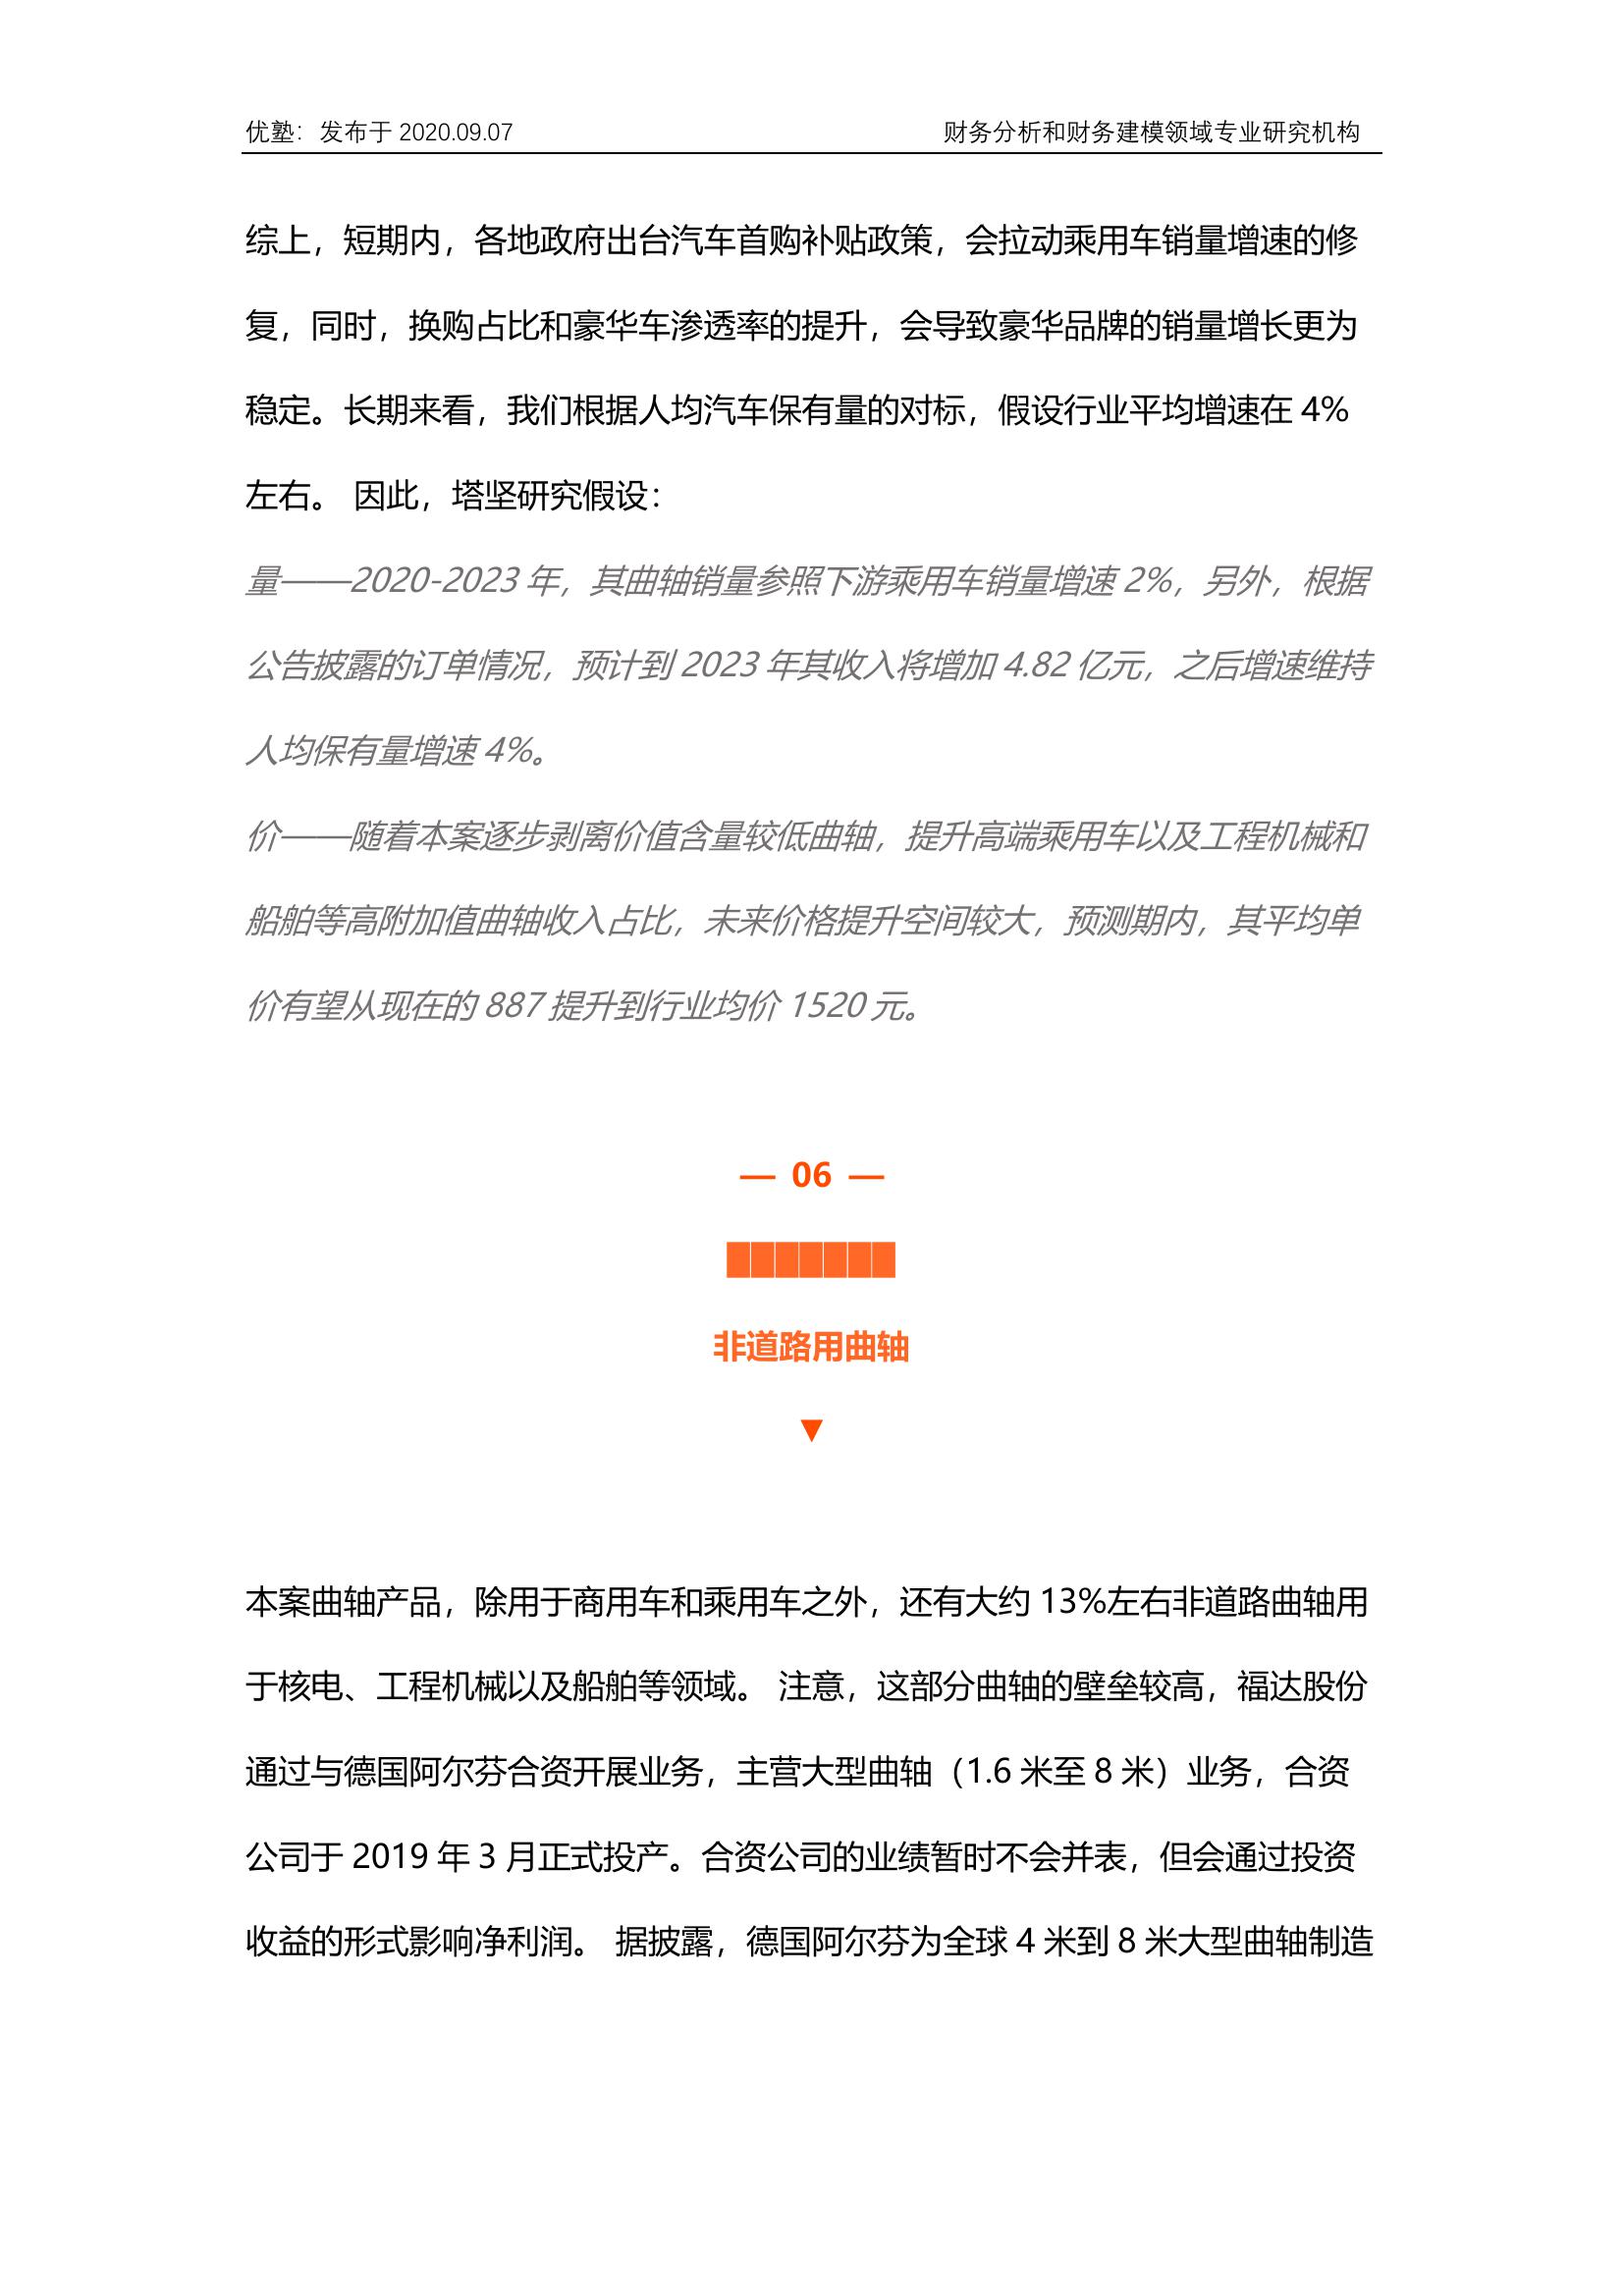 优塾：发布于 2020.09.07 财务分析和财务建模领域专业研究机构
综上，短期内，各地政府出台汽车首购补贴政策，会拉动乘用车销量增速的修
复，同时，换购占比和豪华车渗透率的提升，会导致豪华品牌的销量增长更为
稳定。长期来看，我们根据人均汽车保有量的对标，假设行业平均增速在 4%
左右。 因此，塔坚研究假设：
量——2020-2023 年，其曲轴销量参照下游乘用车销量增速 2%，另外，根据
公告披露的订单情况，预计到 2023 年其收入将增加 4.82 亿元，之后增速维持
人均保有量增速 4%。
价——随着本案逐步剥离价值含量较低曲轴，提升高端乘用车以及工程机械和
船舶等高附加值曲轴收入占比，未来价格提升空间较大，预测期内，其平均单
价有望从现在的 887 提升到行业均价 1520 元。
— 06 —
███████
非道路用曲轴
▼
本案曲轴产品，除用于商用车和乘用车之外，还有大约 13%左右非道路曲轴用
于核电、工程机械以及船舶等领域。 注意，这部分曲轴的壁垒较高，福达股份
通过与德国阿尔芬合资开展业务，主营大型曲轴（1.6 米至 8 米）业务，合资
公司于 2019 年 3 月正式投产。合资公司的业绩暂时不会并表，但会通过投资
收益的形式影响净利润。 据披露，德国阿尔芬为全球 4 米到 8 米大型曲轴制造